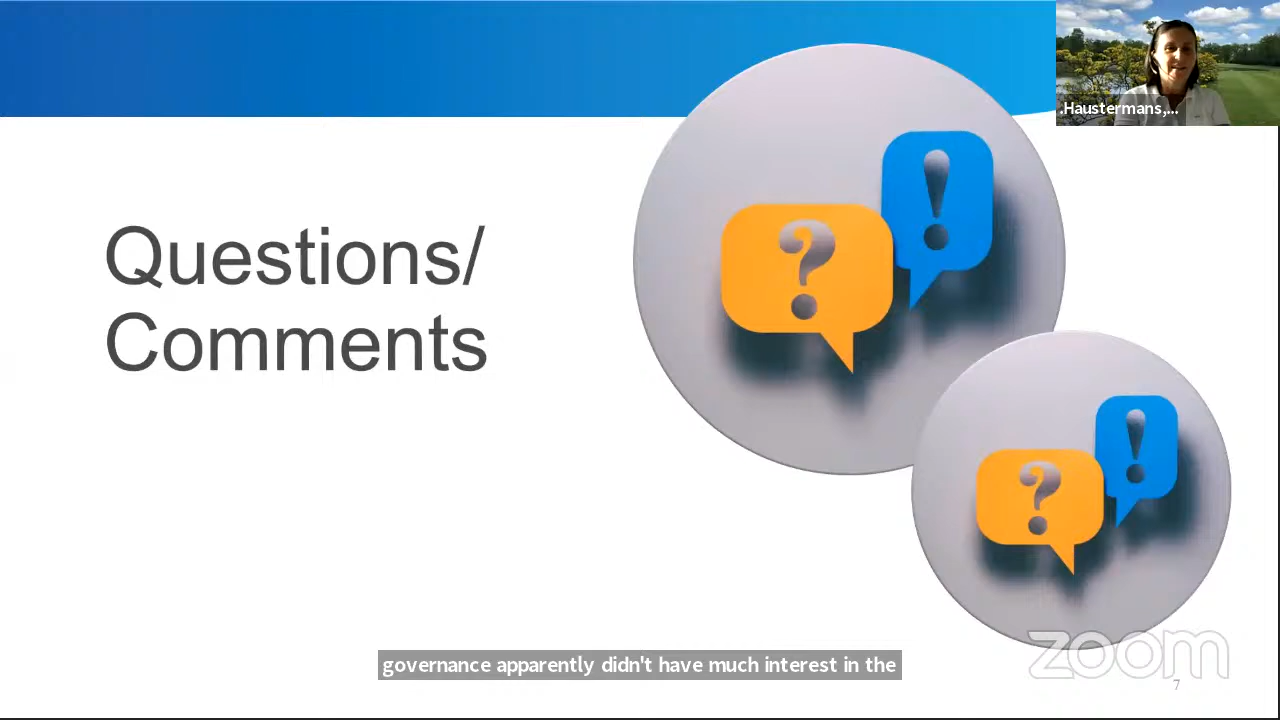 .Haustermans,...
Questions/
Comments
? !
? !
governance apparently didn't have much interest in the
zoom
7